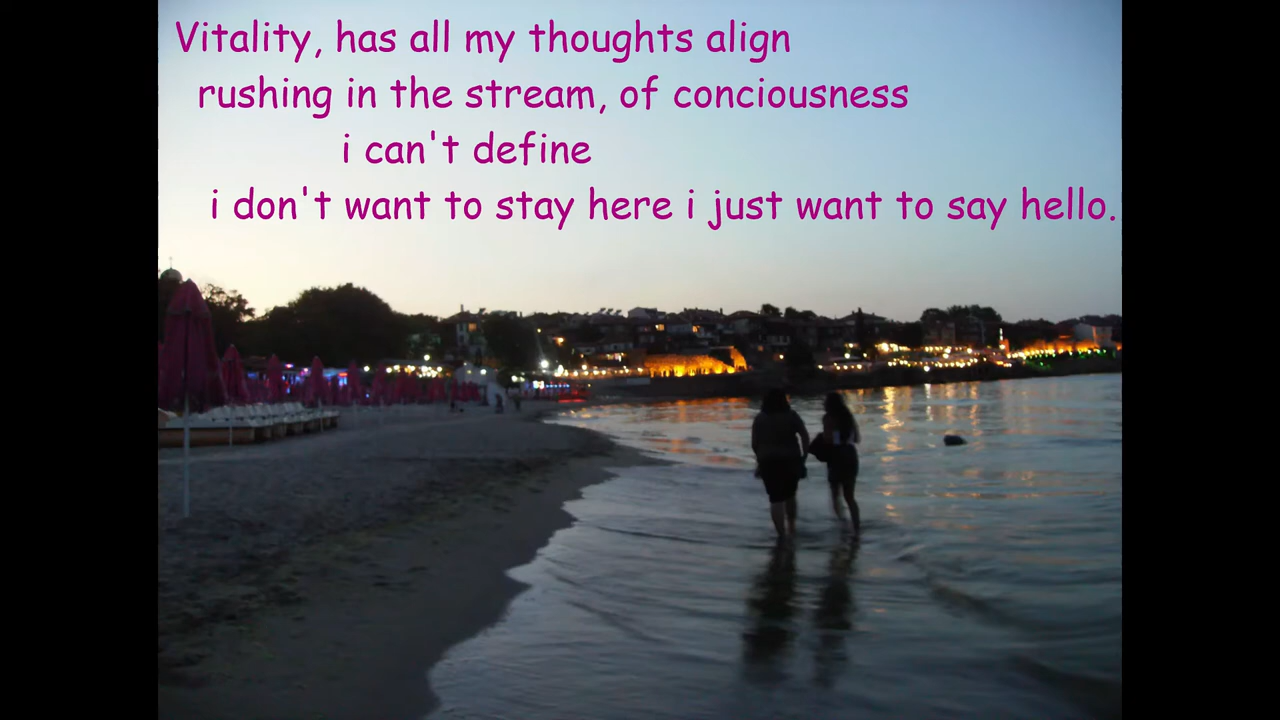 Vitality, has all my thoughts align
rushing in the stream, of conciousness
i can't define
i don't want to stay here i just want to say hello.